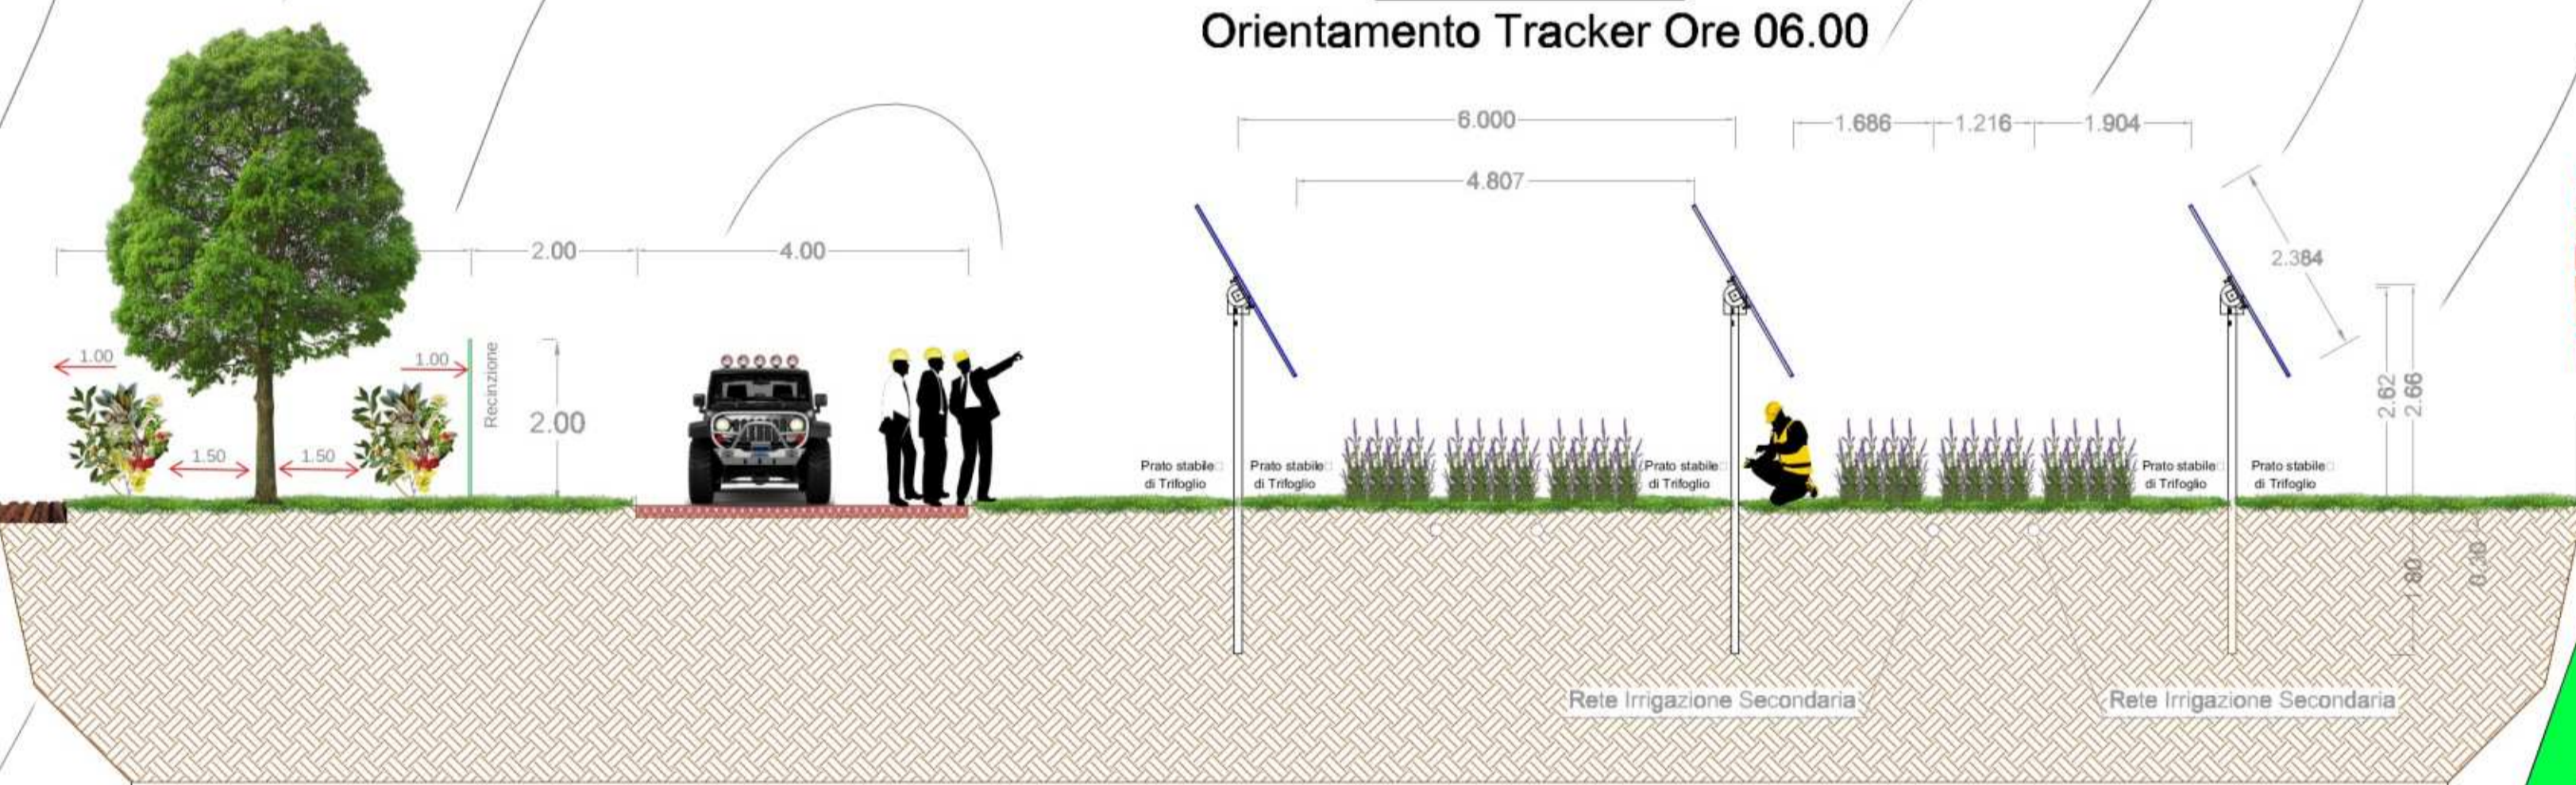 Orientamento Tracker Ore 06.00
6.000
1.686
1.216
1.904
4.807
2.00
4.00
2.384
1.00
1.00
Recinzione
2.00
2.62
2.66
1.50
1.50
Prato stabile
di Trifoglio
Prato stabile
di Trifoglio
Prato stabile
di Trifoglio
Prato stabile
di Trifoglio
Prato stabile
di Trifoglio
1.80
0.30
Rete Irrigazione Secondaria
Rete Irrigazione Secondaria